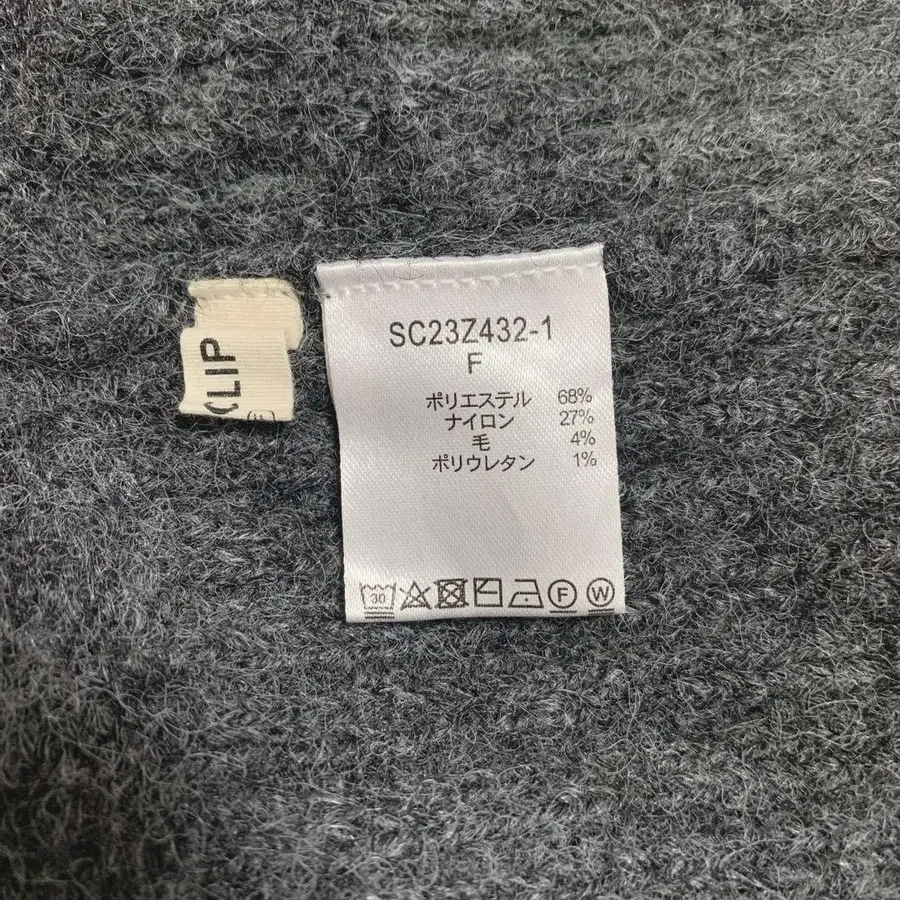 SC23Z432-1
F
ポリエステル 68%
ナイロン 27%
毛 4%
ポリウレタン 1%
30
F
W
LIP